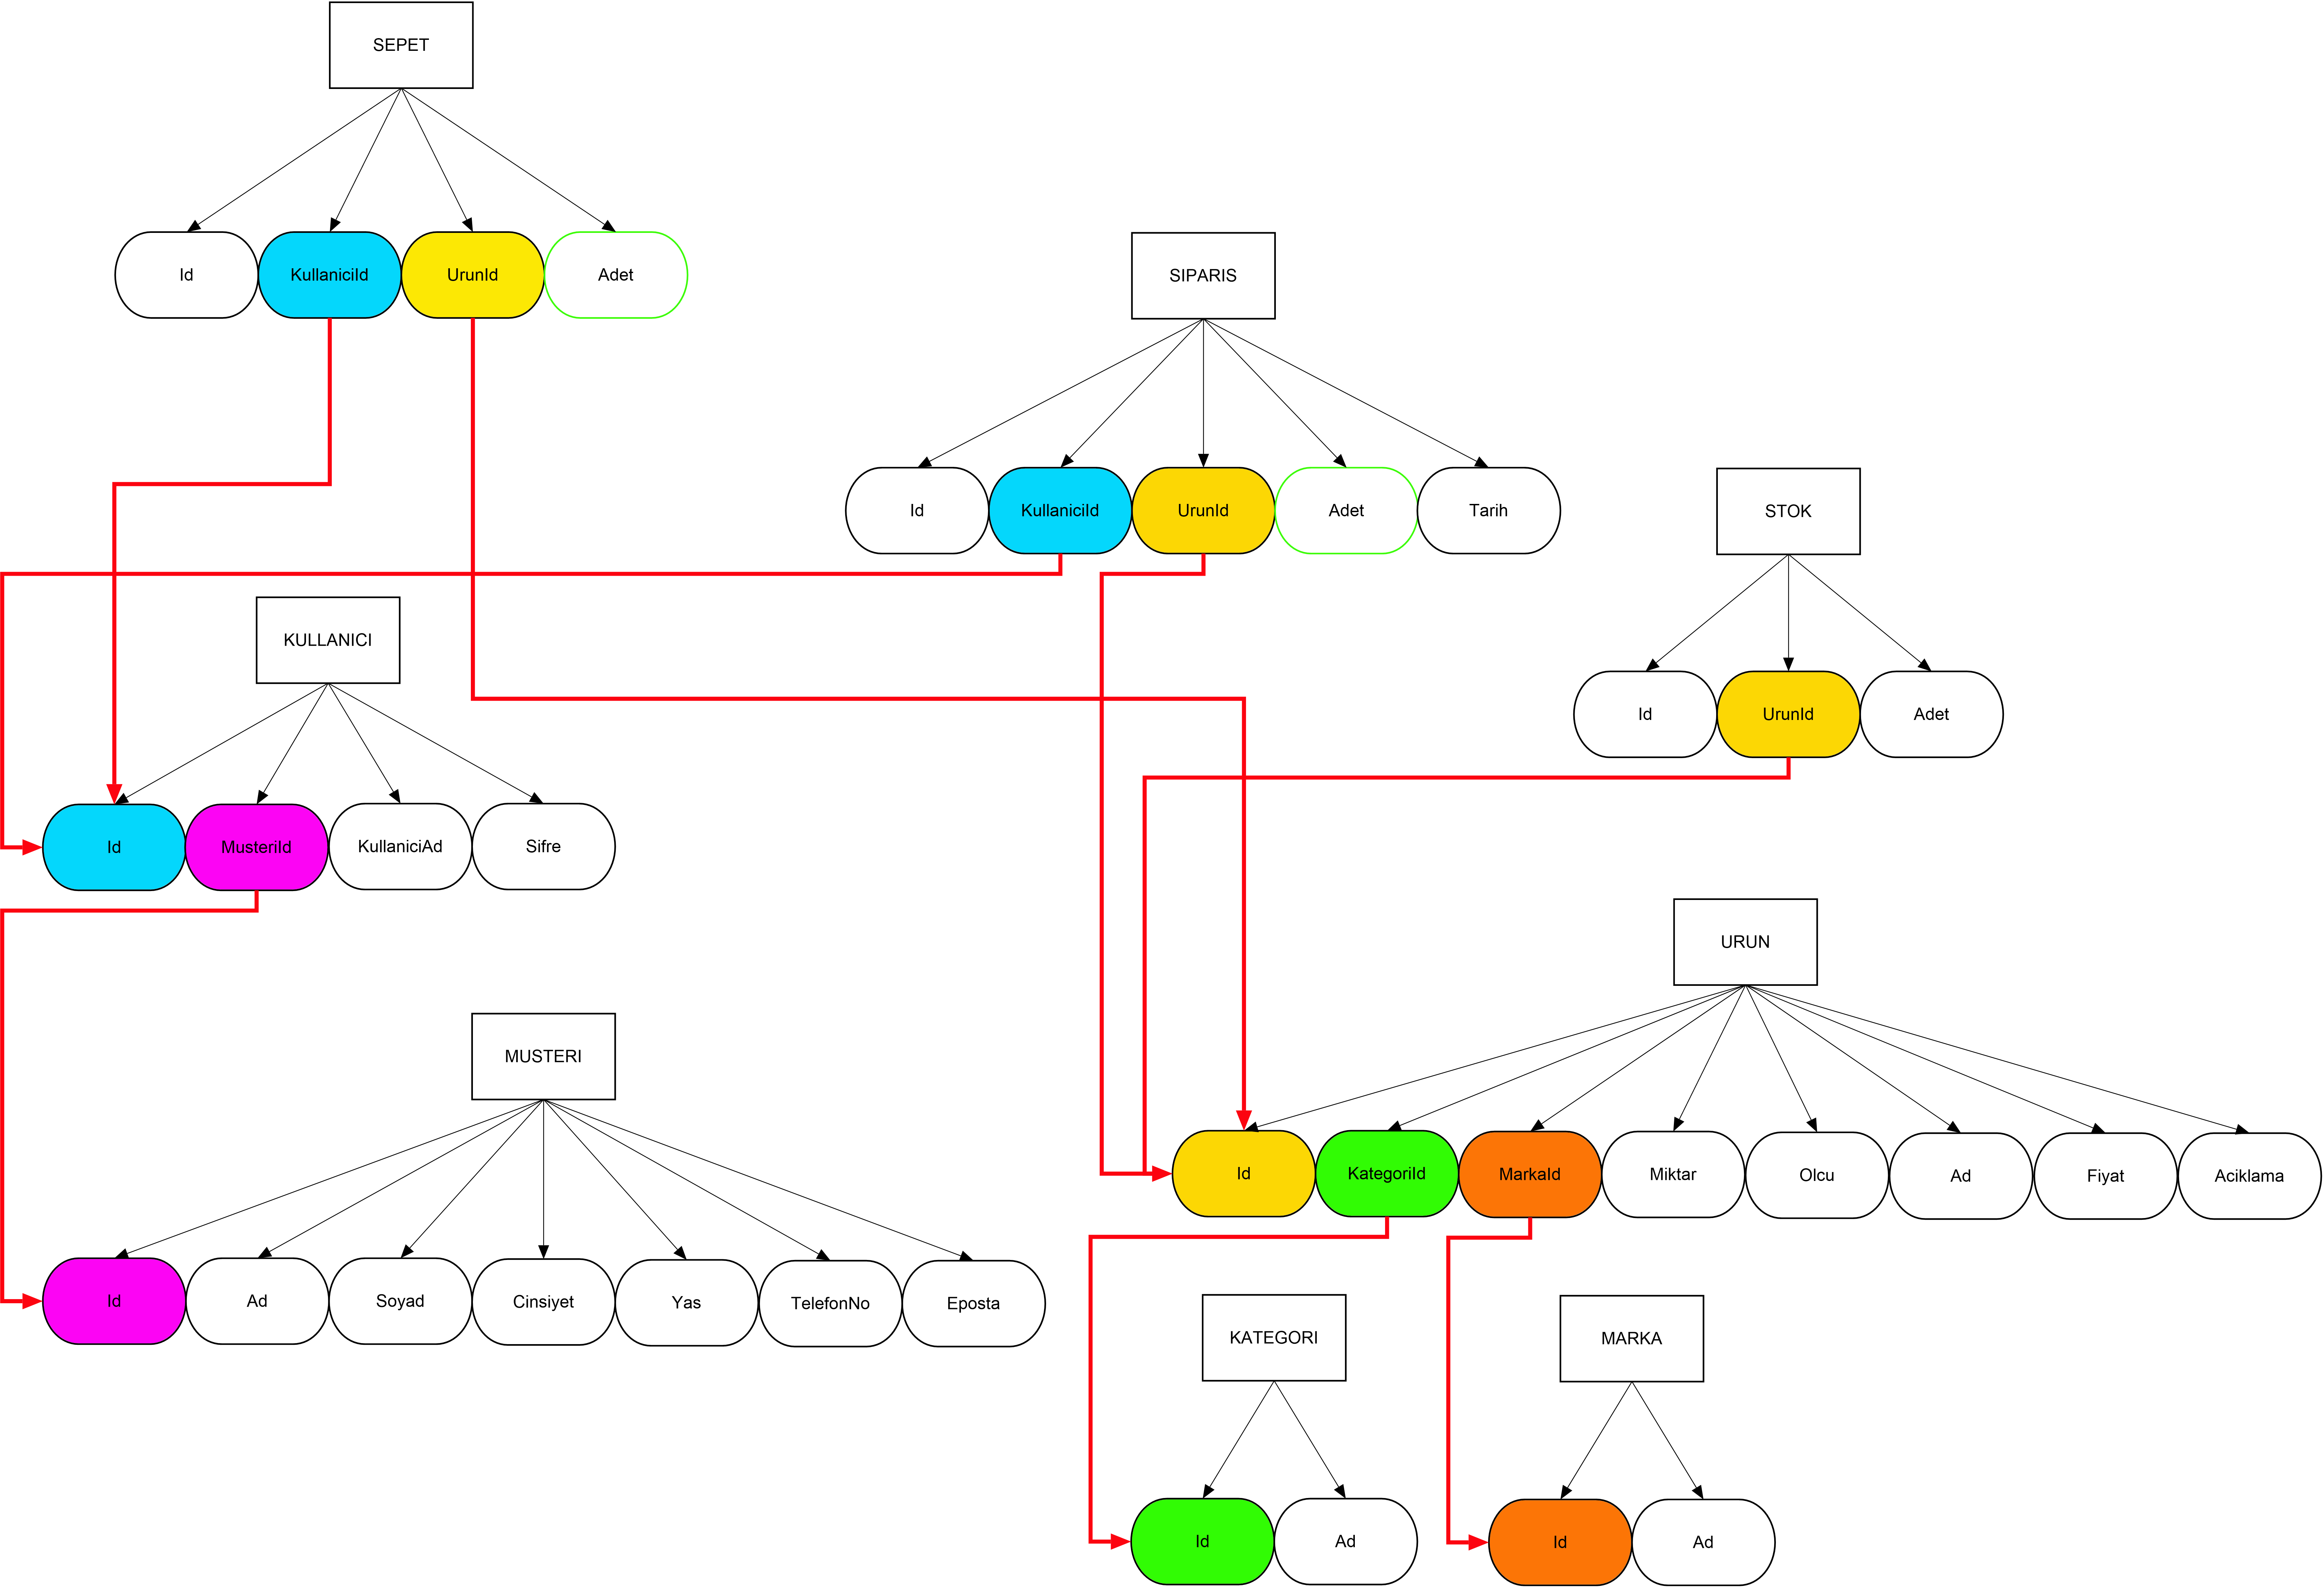 SEPET
Id
KullaniciId
UrunId
Adet
SIPARIS
Id
KullaniciId
UrunId
Adet
Tarih
STOK
Id
UrunId
Adet
KULLANICI
Id
MusteriId
KullaniciAd
Sifre
URUN
Id
KategoriId
MarkaId
Miktar
Olcu
Ad
Fiyat
Aciklama
MUSTERI
Id
Ad
Soyad
Cinsiyet
Yas
TelefonNo
Eposta
KATEGORI
Id
Ad
MARKA
Id
Ad